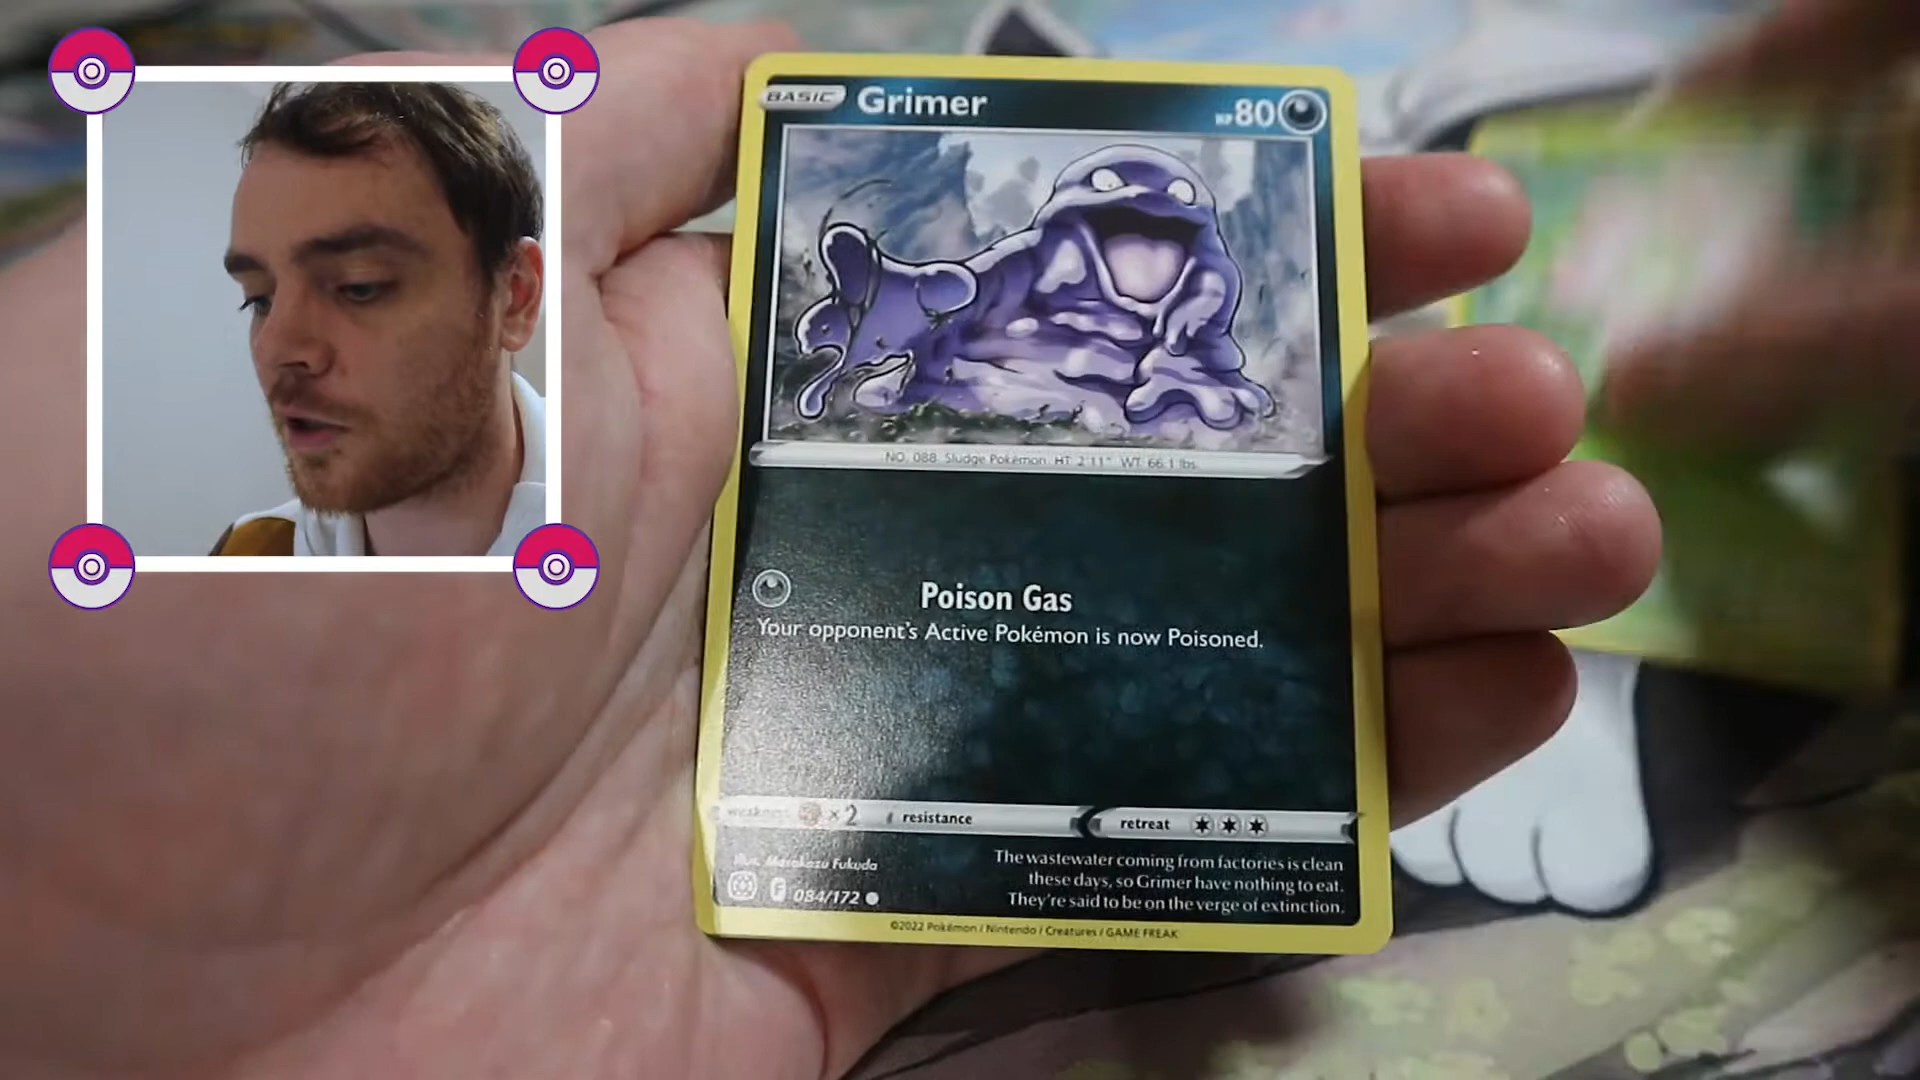 BASIC Grimer HP 80
NO. 088 Sludge Pokémon HT: 2'11" WT: 66.1 lbs.
Poison Gas
Your opponent's Active Pokémon is now Poisoned.
weakness ×2 resistance retreat
Illus. Masakazu Fukuda
F 084/172
The wastewater coming from factories is clean
these days, so Grimer have nothing to eat.
They're said to be on the verge of extinction.
©2022 Pokémon / Nintendo / Creatures / GAME FREAK